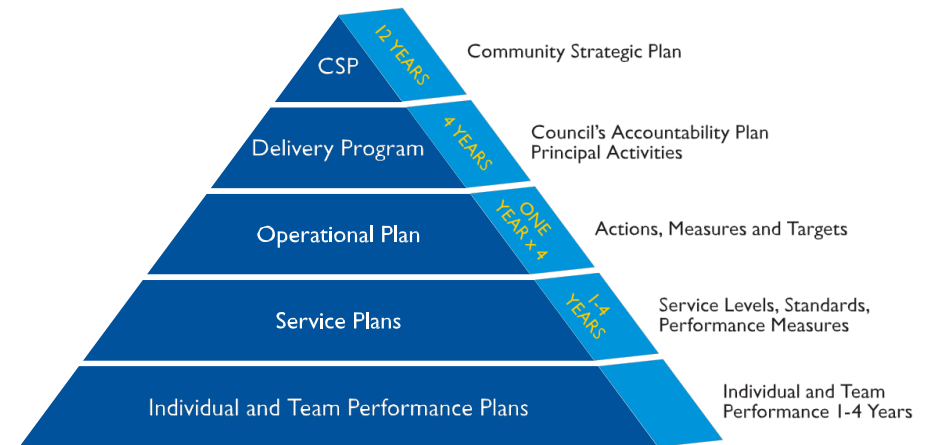 CSP
12 YEARS
Community Strategic Plan
Delivery Program
4 YEARS
Council's Accountability Plan
Principal Activities
Operational Plan
ONE
YEAR x 4
Actions, Measures and Targets
Service Plans
1-4
YEARS
Service Levels, Standards,
Performance Measures
Individual and Team Performance Plans
Individual and Team
Performance 1-4 Years